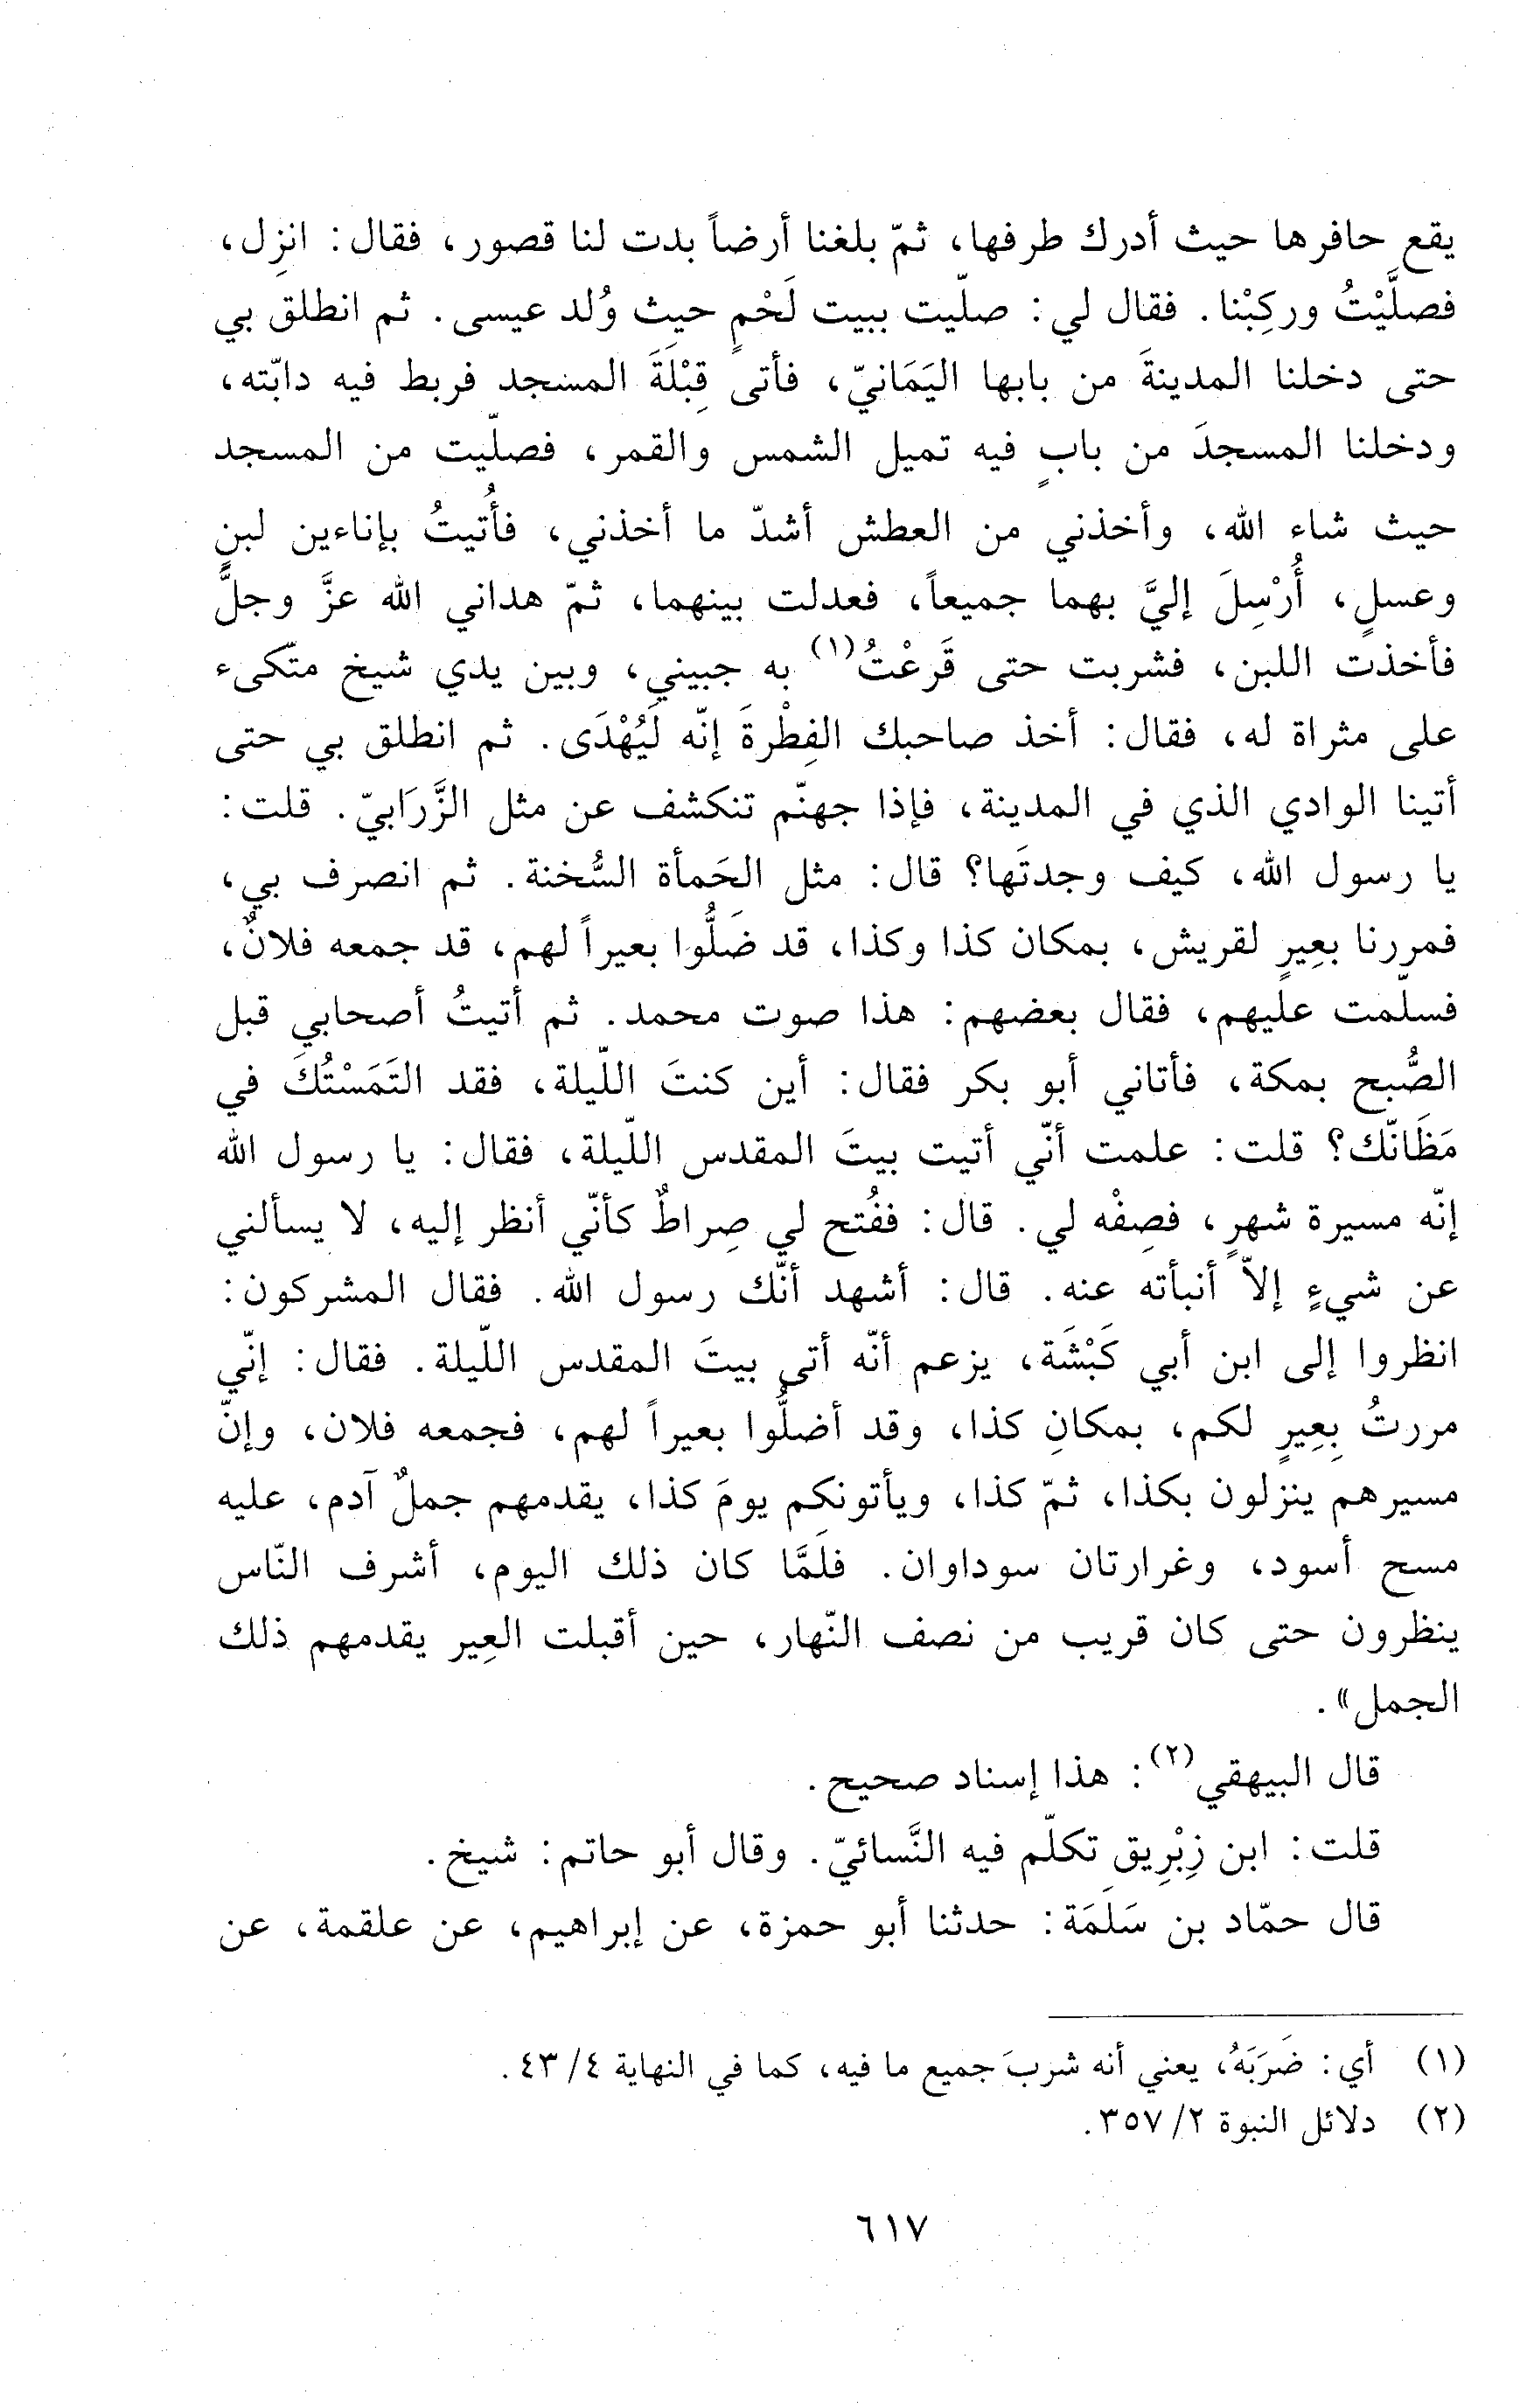 يقع حافرها حيث أدرك طرفها، ثمّ بلغنا أرضاً بدت لنا قصور، فقال: انزِل،
فصلَّيْتُ وركِبْنا. فقال لي: صلّيت ببيت لَحْمٍ حيث وُلد عيسى. ثم انطلق بي
حتى دخلنا المدينةَ من بابها اليَمَانيّ، فأتى قِبْلَةَ المسجد فربط فيه دابّته،
ودخلنا المسجدَ من بابٍ فيه تميل الشمس والقمر، فصلّيت من المسجد
حيث شاء الله، وأخذني من العطش أشدّ ما أخذني، فأُتيتُ بإناءين لبنٍ
وعسلٍ، أُرْسِلَ إليَّ بهما جميعاً، فعدلت بينهما، ثمّ هداني الله عزَّ وجلَّ
فأخذت اللبن، فشربت حتى قَرعْتُ(١) به جبيني، وبين يدي شيخ متّكىء
على مثراة له، فقال: أخذ صاحبك الفِطْرةَ إنّه لَيُهْدَى. ثم انطلق بي حتى
أتينا الوادي الذي في المدينة، فإذا جهنّم تنكشف عن مثل الزَّرَابيّ. قلت:
يا رسول الله، كيف وجدتَها؟ قال: مثل الحَمأة السُّخنة. ثم انصرف بي،
فمررنا بعِيرٍ لقريش، بمكان كذا وكذا، قد ضَلُّوا بعيراً لهم، قد جمعه فلانٌ،
فسلّمت عليهم، فقال بعضهم: هذا صوت محمد. ثم أتيتُ أصحابي قبل
الصُّبح بمكة، فأتاني أبو بكر فقال: أين كنتَ اللّيلة، فقد التَمَسْتُكَ في
مَظَانّك؟ قلت: علمت أنّي أتيت بيتَ المقدس اللّيلة، فقال: يا رسول الله
إنّه مسيرة شهرٍ، فصِفْه لي. قال: ففُتح لي صِراطٌ كأنّي أنظر إليه، لا يسألني
عن شيءٍ إلاّ أنبأته عنه. قال: أشهد أنّك رسول الله. فقال المشركون:
انظروا إلى ابن أبي كَبْشَة، يزعم أنّه أتى بيتَ المقدس اللّيلة. فقال: إنّي
مررتُ بِعِيرٍ لكم، بمكانِ كذا، وقد أضلُّوا بعيراً لهم، فجمعه فلان، وإنّ
مسيرهم ينزلون بكذا، ثمّ كذا، ويأتونكم يومَ كذا، يقدمهم جملٌ آدم، عليه
مسح أسود، وغرارتان سوداوان. فلَمَّا كان ذلك اليوم، أشرف النّاس
ينظرون حتى كان قريب من نصف النّهار، حين أقبلت العِير يقدمهم ذلك
الجمل».
قال البيهقي(٢): هذا إسناد صحيح.
قلت: ابن زِبْرِيق تكلّم فيه النَّسائيّ. وقال أبو حاتم: شيخ.
قال حمّاد بن سَلَمَة: حدثنا أبو حمزة، عن إبراهيم، عن علقمة، عن
(١) أي: ضَرَبَهُ، يعني أنه شربَ جميع ما فيه، كما في النهاية ٤/ ٤٣.
(٢) دلائل النبوة ٢/ ٣٥٧.
٦١٧